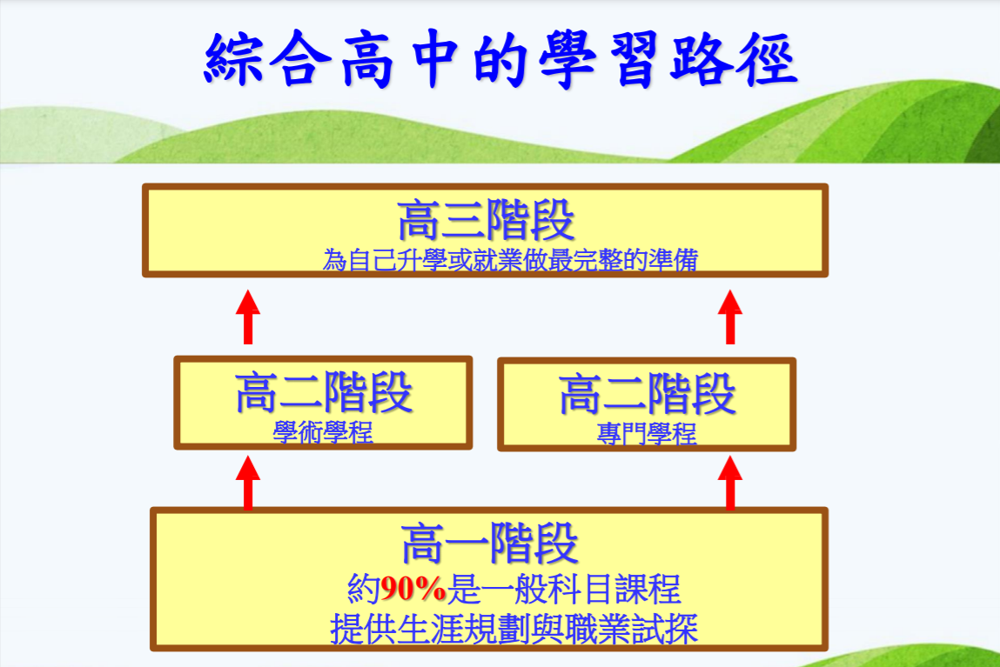 綜合高中的學習路徑
高三階段
為自己升學或就業做最完整的準備
高二階段
學術學程
高二階段
專門學程
高一階段
約90%是一般科目課程
提供生涯規劃與職業試探